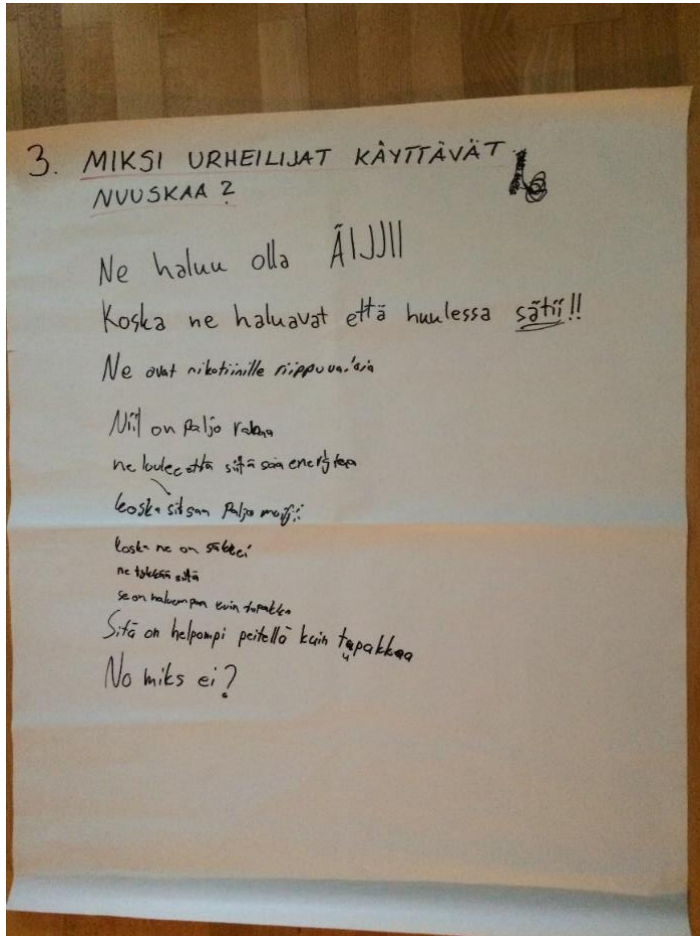 3. MIKSI URHEILIJAT KÄYTTÄVÄT
NUUSKAA?
Ne haluu olla ÄIJJII
Koska ne haluavat että huulessa sätii!!
Ne ovat nikotiinille riippuvaisia
Niil on paljo rahaa
ne luulee että siitä saa energiaa
koska sit saa paljo
koska ne on
ne tykkää siitä
se on halvempaa kuin tupakka
Sitä on helpompi peitellä kuin tupakkaa
No miks ei?